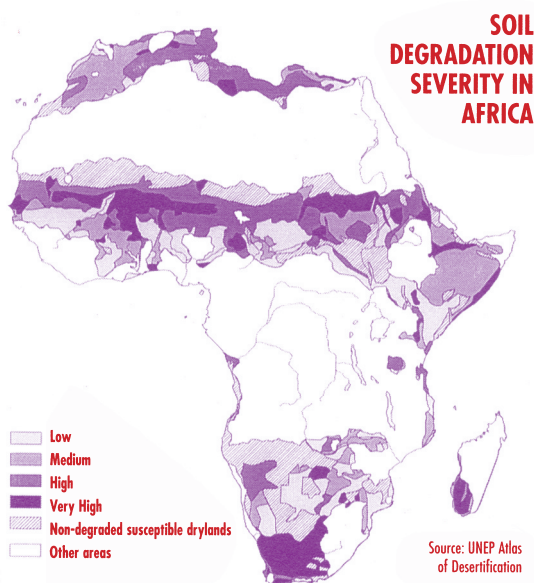 SOIL
DEGRADATION
SEVERITY IN
AFRICA
Low
Medium
High
Very High
Non-degraded susceptible drylands
Other areas
Source: UNEP Atlas
of Desertification